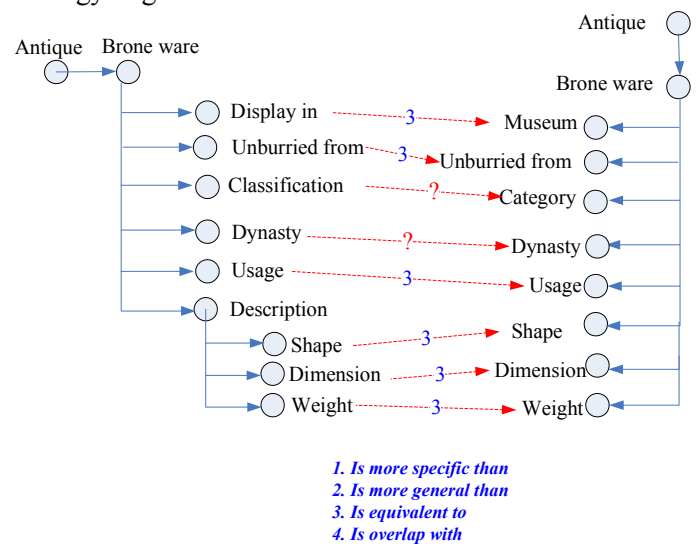 Antique
Antique Brone ware
Brone ware
Display in 3 Museum
Unburried from 3 Unburried from
Classification ? Category
Dynasty ? Dynasty
Usage 3 Usage
Description
Shape 3 Shape
Dimension 3 Dimension
Weight 3 Weight
1. Is more specific than
2. Is more general than
3. Is equivalent to
4. Is overlap with